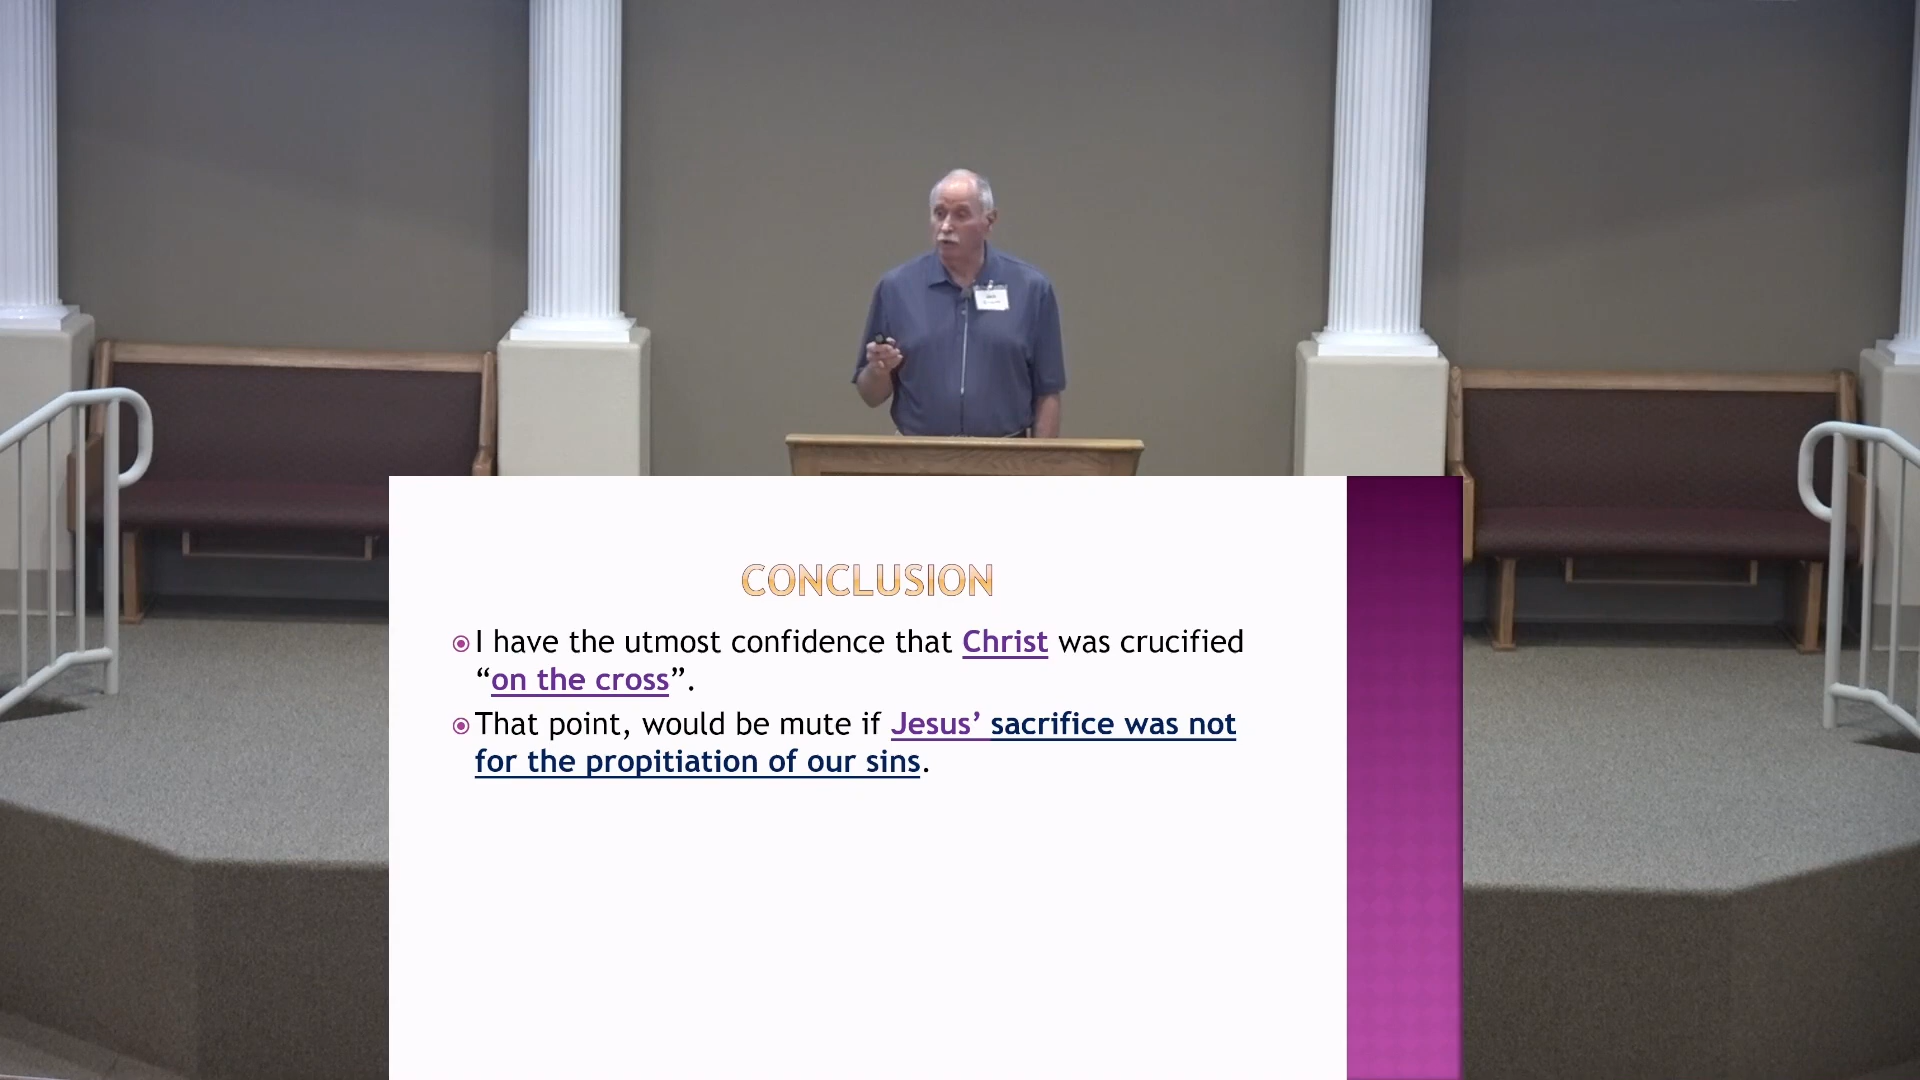 CONCLUSION
I have the utmost confidence that Christ was crucified
“on the cross”.
That point, would be mute if Jesus’ sacrifice was not
for the propitiation of our sins.